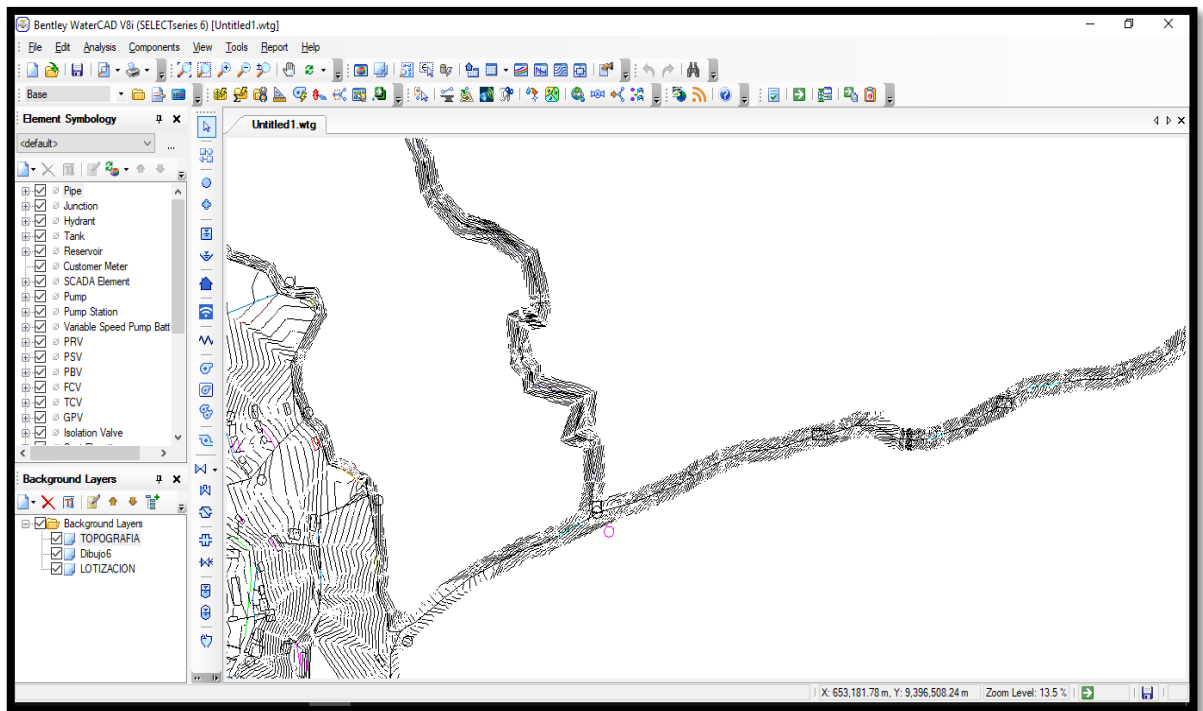 Bentley WaterCAD V8i (SELECTseries 6) [Untitled1.wtg]
File Edit Analysis Components View Tools Report Help
Base
Element Symbology
<default>
...
Pipe
Junction
Hydrant
Tank
Reservoir
Customer Meter
SCADA Element
Pump
Pump Station
Variable Speed Pump Batt
PRV
PSV
PBV
FCV
TCV
GPV
Isolation Valve
Background Layers
Background Layers
TOPOGRAFIA
Dibujo6
LOTIZACION
Untitled1.wtg
X: 653,181.78 m, Y: 9,396,508.24 m Zoom Level: 13.5 %